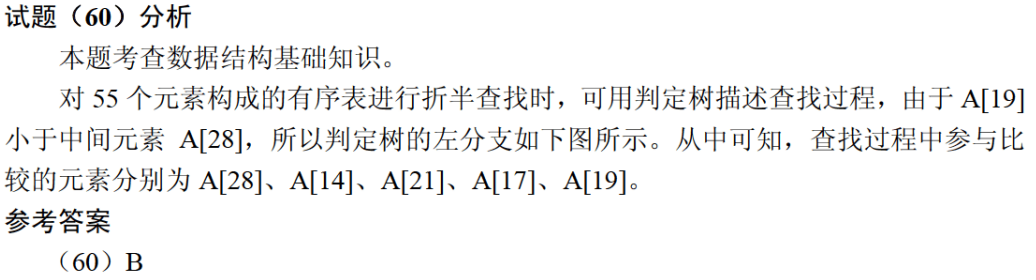 试题（60）分析
本题考查数据结构基础知识。
对 55 个元素构成的有序表进行折半查找时，可用判定树描述查找过程，由于 A[19]
小于中间元素 A[28]，所以判定树的左分支如下图所示。从中可知，查找过程中参与比
较的元素分别为 A[28]、A[14]、A[21]、A[17]、A[19]。
参考答案
（60）B